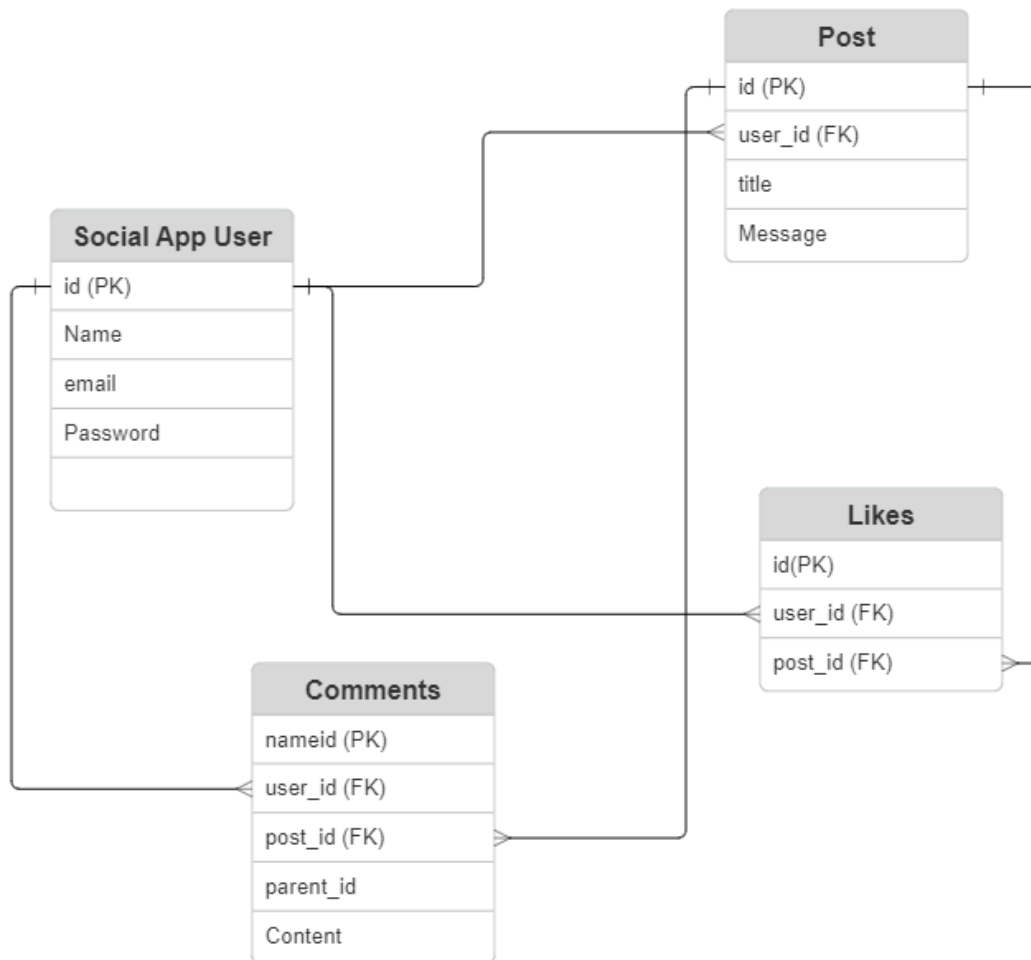 Post
id (PK)
user_id (FK)
title
Message
Social App User
id (PK)
Name
email
Password
Likes
id(PK)
user_id (FK)
post_id (FK)
Comments
nameid (PK)
user_id (FK)
post_id (FK)
parent_id
Content